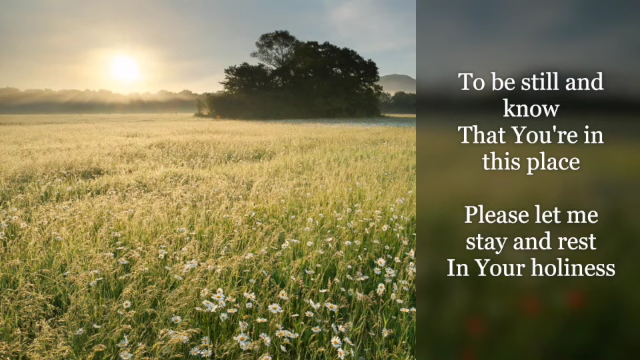 To be still and
know
That You're in
this place
Please let me
stay and rest
In Your holiness